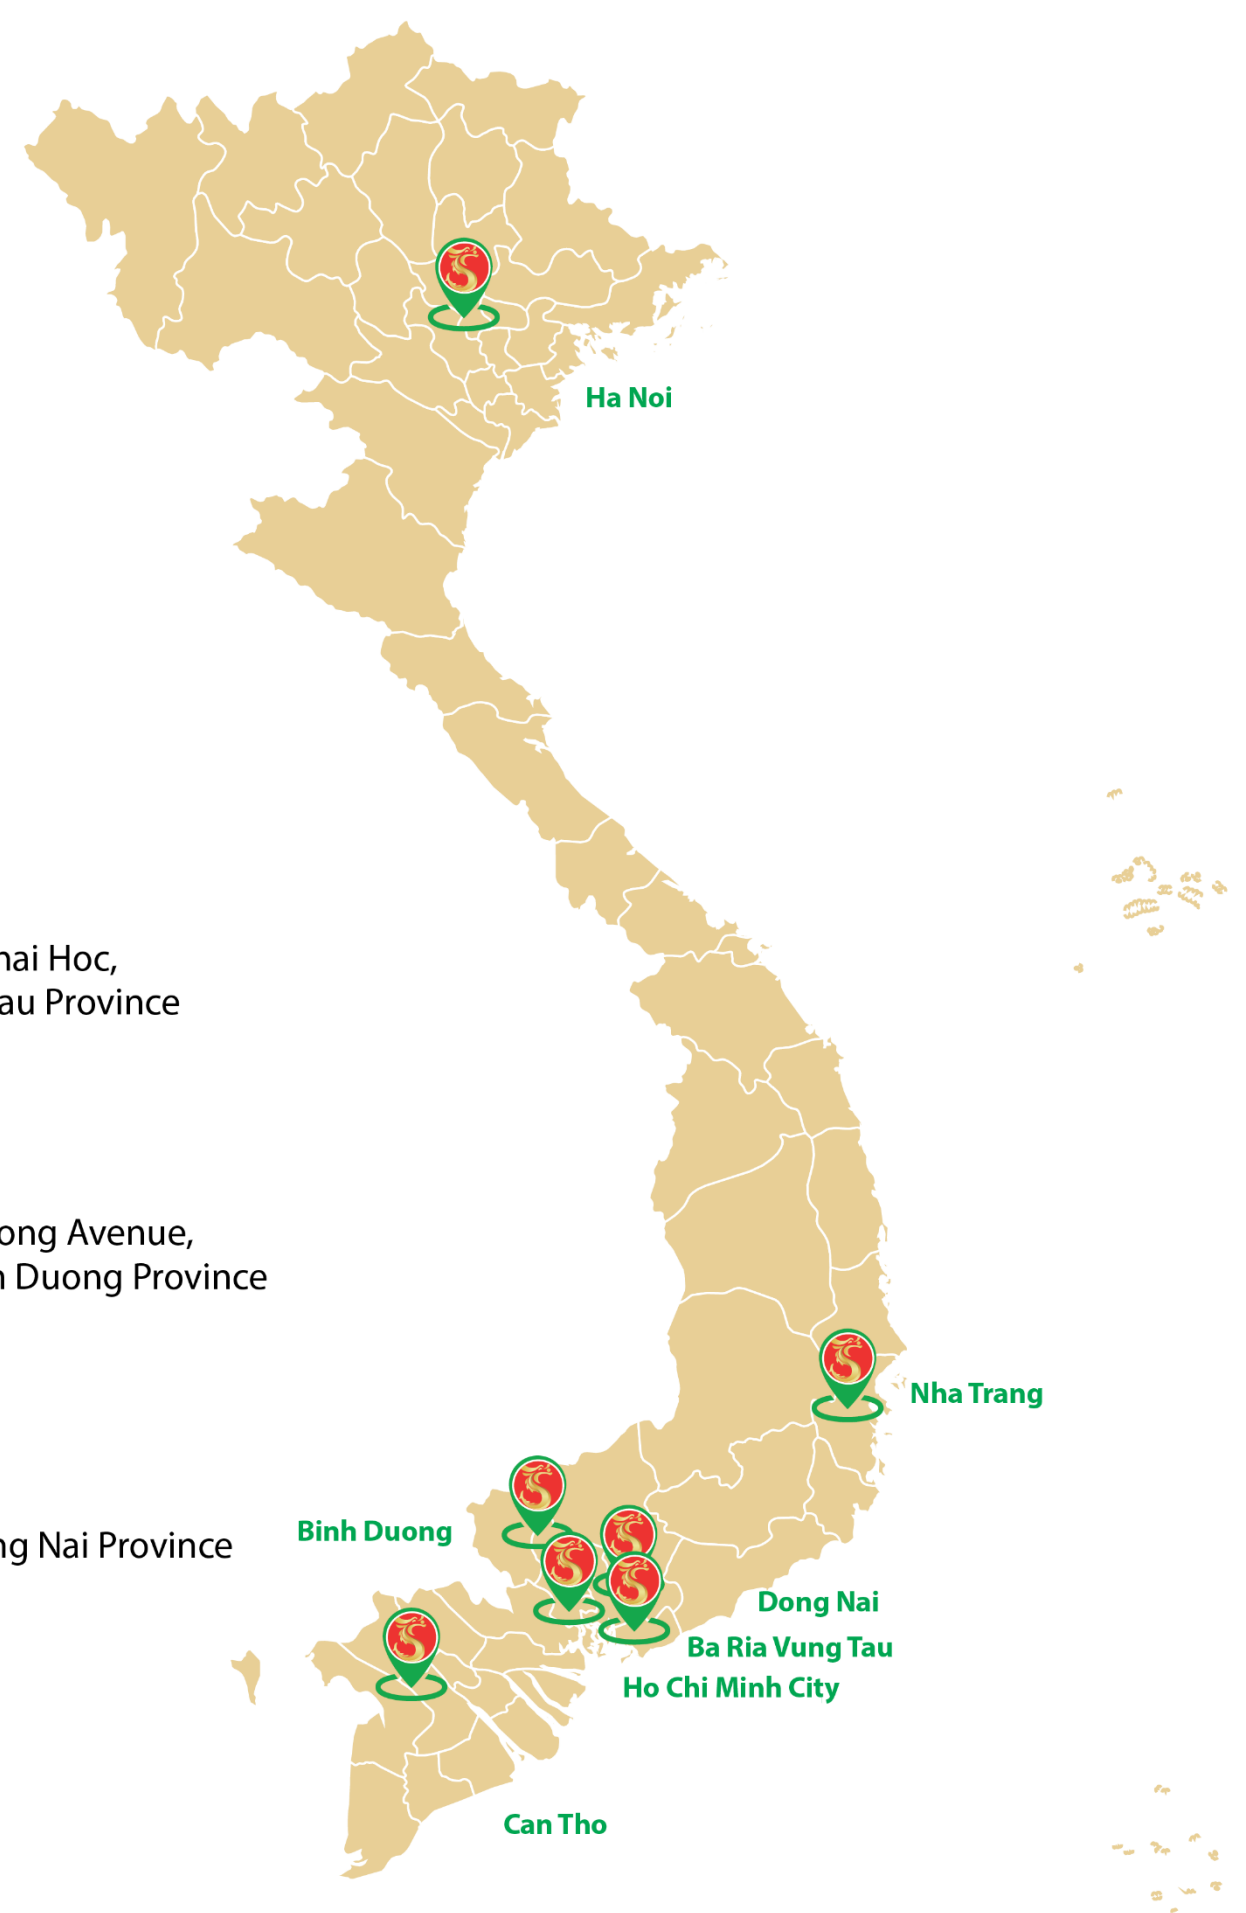 Ha Noi
hai Hoc,
au Province
ong Avenue,
n Duong Province
Nha Trang
Binh Duong
ng Nai Province
Dong Nai
Ba Ria Vung Tau
Ho Chi Minh City
Can Tho